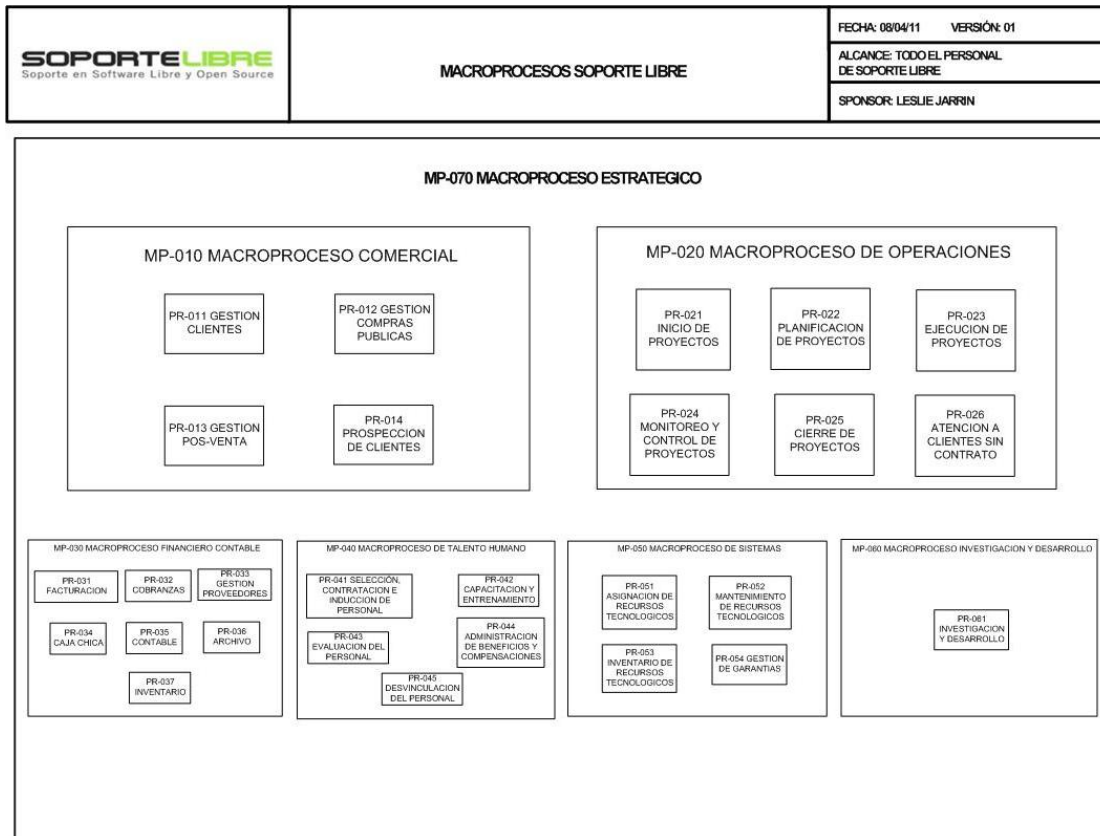 SOPORTELIBRE
Soporte en Software Libre y Open Source
MACROPROCESOS SOPORTE LIBRE
FECHA: 08/04/11 VERSIÓN: 01
ALCANCE: TODO EL PERSONAL
DE SOPORTE LIBRE
SPONSOR: LESLIE JARRIN
MP-070 MACROPROCESO ESTRATEGICO
MP-010 MACROPROCESO COMERCIAL
PR-011 GESTION
CLIENTES
PR-012 GESTION
COMPRAS
PUBLICAS
PR-013 GESTION
POS-VENTA
PR-014
PROSPECCION
DE CLIENTES
MP-020 MACROPROCESO DE OPERACIONES
PR-021
INICIO DE
PROYECTOS
PR-022
PLANIFICACION
DE PROYECTOS
PR-023
EJECUCION DE
PROYECTOS
PR-024
MONITOREO Y
CONTROL DE
PROYECTOS
PR-025
CIERRE DE
PROYECTOS
PR-026
ATENCION A
CLIENTES SIN
CONTRATO
MP-030 MACROPROCESO FINANCIERO CONTABLE
PR-031
FACTURACION
PR-032
COBRANZAS
PR-033
GESTION
PROVEEDORES
PR-034
CAJA CHICA
PR-035
CONTABLE
PR-036
ARCHIVO
PR-037
INVENTARIO
MP-040 MACROPROCESO DE TALENTO HUMANO
PR-041 SELECCIÓN,
CONTRATACION E
INDUCCION DE
PERSONAL
PR-042
CAPACITACION Y
ENTRENAMIENTO
PR-043
EVALUACION DEL
PERSONAL
PR-044
ADMINISTRACION
DE BENEFICIOS Y
COMPENSACIONES
PR-045
DESVINCULACION
DEL PERSONAL
MP-050 MACROPROCESO DE SISTEMAS
PR-051
ASIGNACION DE
RECURSOS
TECNOLOGICOS
PR-052
MANTENIMIENTO
DE RECURSOS
TECNOLOGICOS
PR-053
INVENTARIO DE
RECURSOS
TECNOLOGICOS
PR-054 GESTION
DE GARANTIAS
MP-060 MACROPROCESO INVESTIGACION Y DESARROLLO
PR-061
INVESTIGACION
Y DESARROLLO